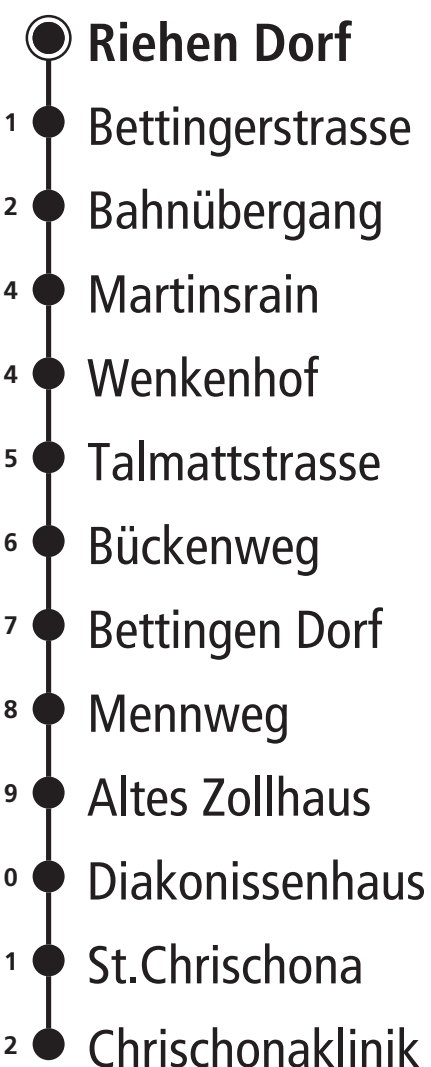 Riehen Dorf
1 Bettingerstrasse
2 Bahnübergang
4 Martinsrain
4 Wenkenhof
5 Talmattstrasse
6 Bückenweg
7 Bettingen Dorf
8 Mennweg
9 Altes Zollhaus
0 Diakonissenhaus
1 St.Chrischona
2 Chrischonaklinik